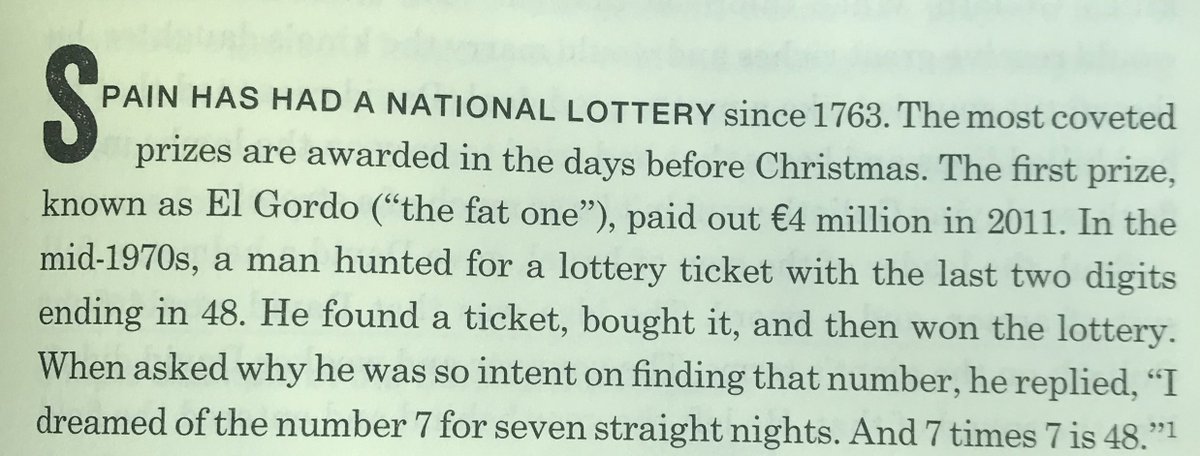 SPAIN HAS HAD A NATIONAL LOTTERY since 1763. The most coveted
prizes are awarded in the days before Christmas. The first prize,
known as El Gordo (“the fat one”), paid out €4 million in 2011. In the
mid-1970s, a man hunted for a lottery ticket with the last two digits
ending in 48. He found a ticket, bought it, and then won the lottery.
When asked why he was so intent on finding that number, he replied, “I
dreamed of the number 7 for seven straight nights. And 7 times 7 is 48.”1